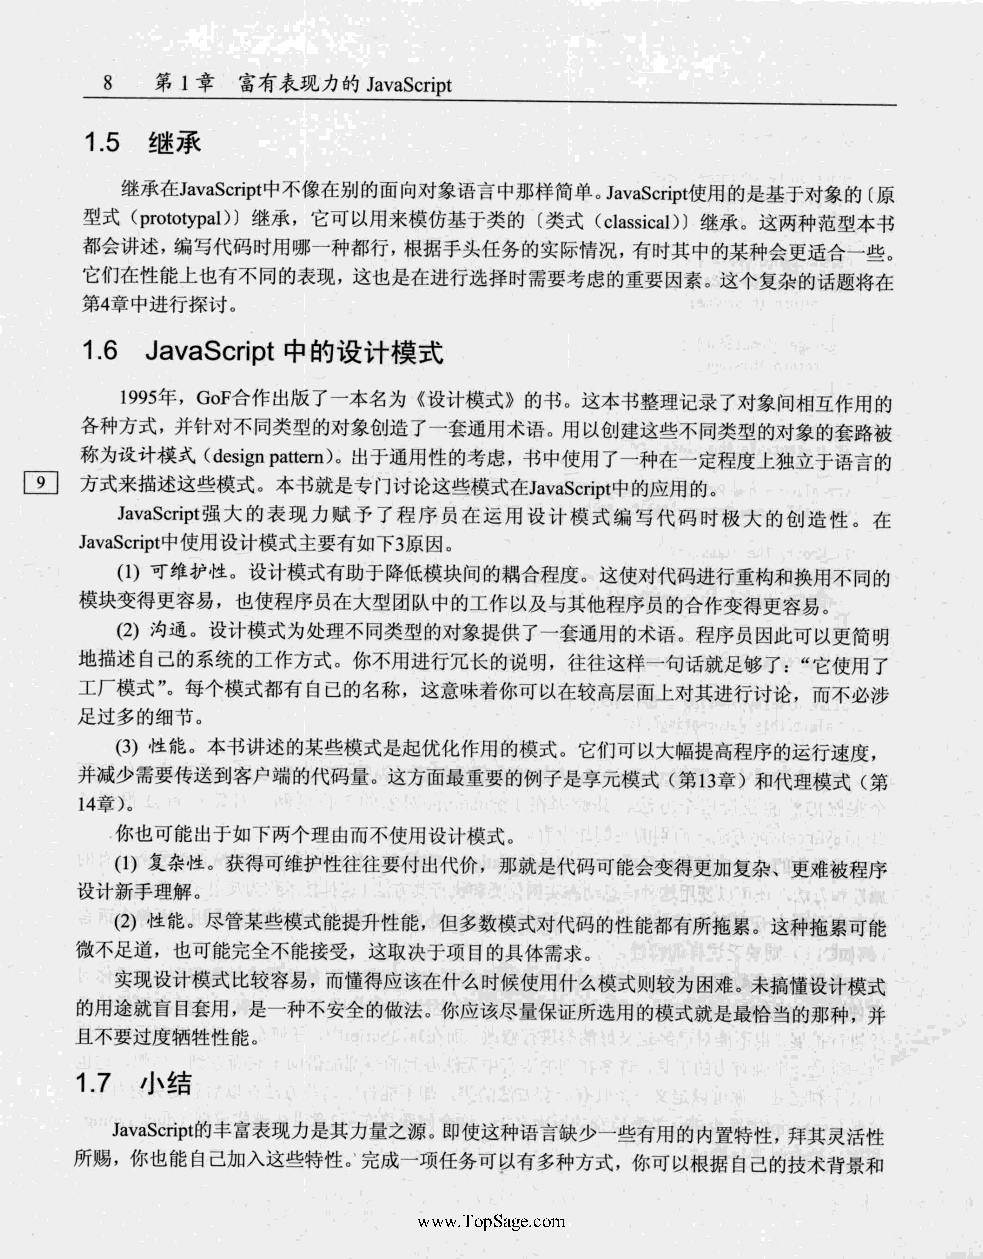 8 第 1 章 富有表现力的 JavaScript
1.5 继承
继承在JavaScript中不像在别的面向对象语言中那样简单。JavaScript使用的是基于对象的〔原
型式（prototypal）〕继承，它可以用来模仿基于类的〔类式（classical）〕继承。这两种范型本书
都会讲述，编写代码时用哪一种都行，根据手头任务的实际情况，有时其中的某种会更适合一些。
它们在性能上也有不同的表现，这也是在进行选择时需要考虑的重要因素。这个复杂的话题将在
第4章中进行探讨。
1.6 JavaScript 中的设计模式
1995年，GoF合作出版了一本名为《设计模式》的书。这本书整理记录了对象间相互作用的
各种方式，并针对不同类型的对象创造了一套通用术语。用以创建这些不同类型的对象的套路被
称为设计模式（design pattern）。出于通用性的考虑，书中使用了一种在一定程度上独立于语言的
9 方式来描述这些模式。本书就是专门讨论这些模式在JavaScript中的应用的。
JavaScript强大的表现力赋予了程序员在运用设计模式编写代码时极大的创造性。在
JavaScript中使用设计模式主要有如下3原因。
(1) 可维护性。设计模式有助于降低模块间的耦合程度。这使对代码进行重构和换用不同的
模块变得更容易，也使程序员在大型团队中的工作以及与其他程序员的合作变得更容易。
(2) 沟通。设计模式为处理不同类型的对象提供了一套通用的术语。程序员因此可以更简明
地描述自己的系统的工作方式。你不用进行冗长的说明，往往这样一句话就足够了：“它使用了
工厂模式”。每个模式都有自已的名称，这意味着你可以在较高层面上对其进行讨论，而不必涉
足过多的细节。
(3) 性能。本书讲述的某些模式是起优化作用的模式。它们可以大幅提高程序的运行速度，
并减少需要传送到客户端的代码量。这方面最重要的例子是享元模式（第13章）和代理模式（第
14章）。
你也可能出于如下两个理由而不使用设计模式。
(1) 复杂性。获得可维护性往往要付出代价，那就是代码可能会变得更加复杂、更难被程序
设计新手理解。
(2) 性能。尽管某些模式能提升性能，但多数模式对代码的性能都有所拖累。这种拖累可能
微不足道，也可能完全不能接受，这取决于项目的具体需求。
实现设计模式比较容易，而懂得应该在什么时候使用什么模式则较为困难。未搞懂设计模式
的用途就盲目套用，是一种不安全的做法。你应该尽量保证所选用的模式就是最恰当的那种，并
且不要过度牺牲性能。
1.7 小结
JavaScript的丰富表现力是其力量之源。即使这种语言缺少一些有用的内置特性，拜其灵活性
所赐，你也能自己加入这些特性。完成一项任务可以有多种方式，你可以根据自己的技术背景和
www.TopSage.com